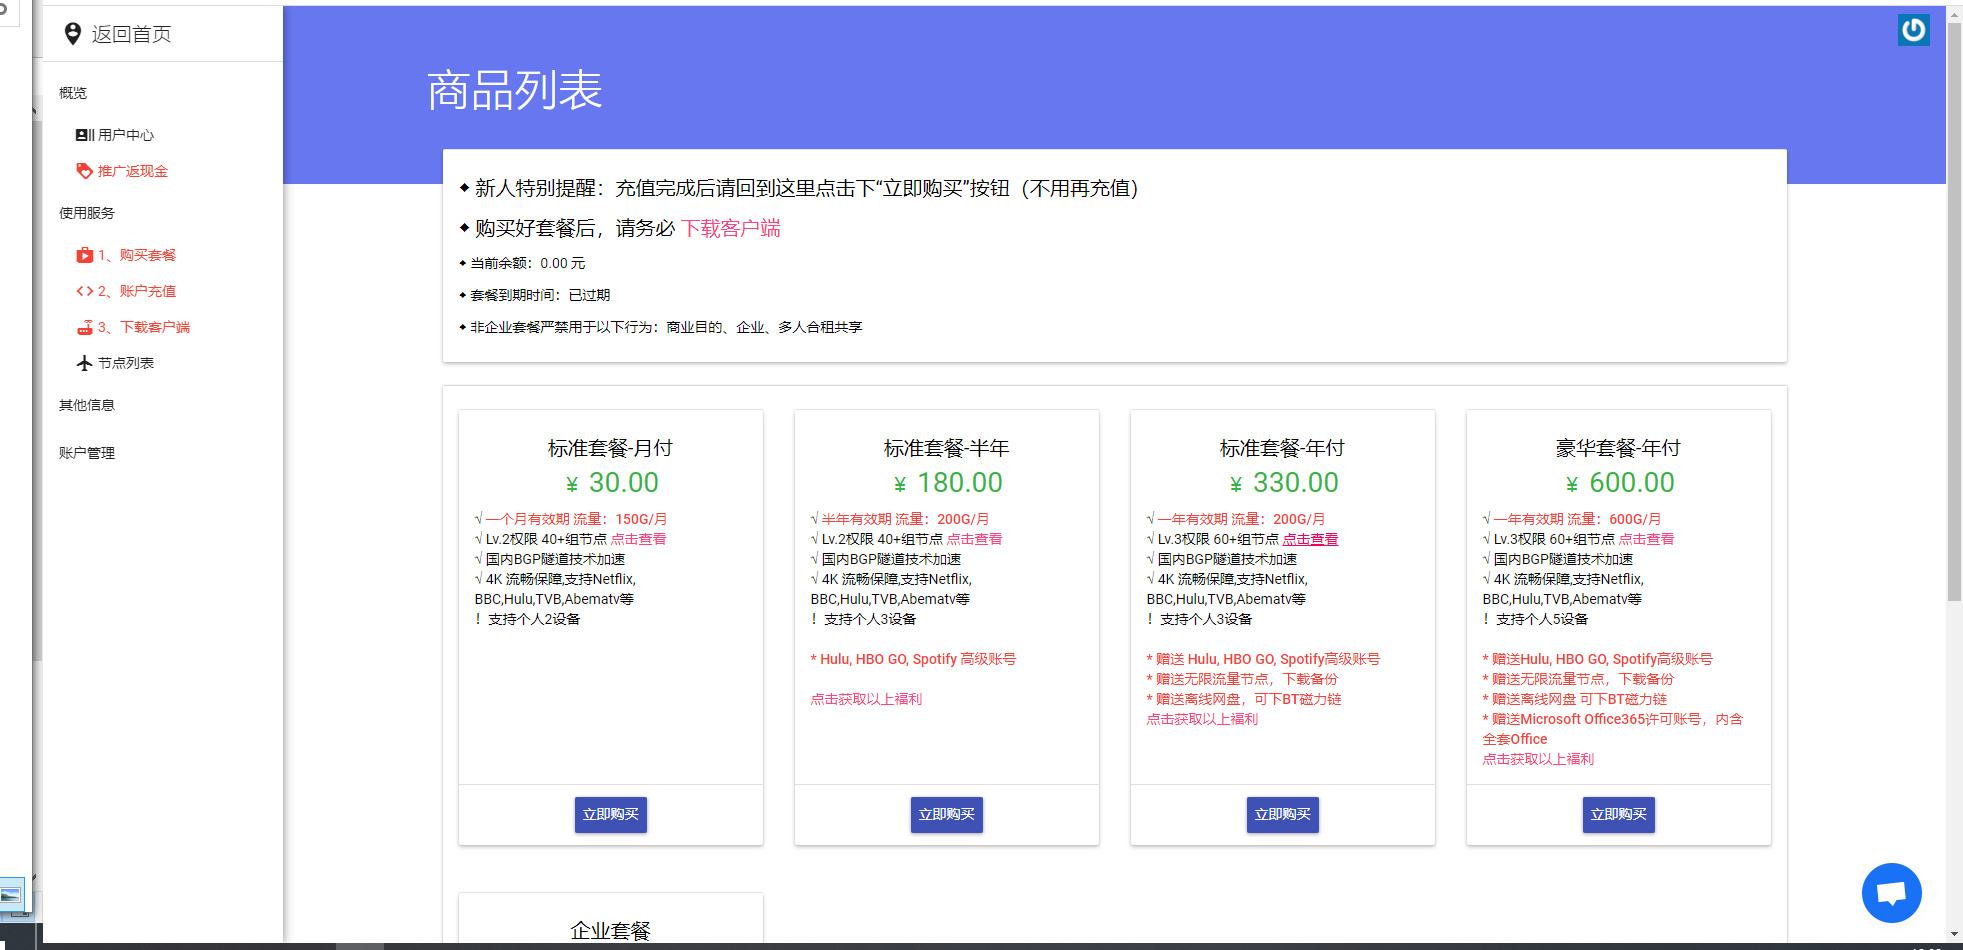 返回首页
概览
用户中心
推广返现金
使用服务
1、购买套餐
2、账户充值
3、下载客户端
节点列表
其他信息
账户管理
商品列表
新人特别提醒：充值完成后请回到这里点击下“立即购买”按钮（不用再充值）
购买好套餐后，请务必 下载客户端
当前余额：0.00 元
套餐到期时间：已过期
非企业套餐严禁用于以下行为：商业目的、企业、多人合租共享
标准套餐-月付
¥ 30.00
√ 一个月有效期 流量：150G/月
√ Lv.2权限 40+组节点 点击查看
√ 国内BGP隧道技术加速
√ 4K 流畅保障,支持Netflix,
BBC,Hulu,TVB,Abematv等
！支持个人2设备
立即购买
标准套餐-半年
¥ 180.00
√ 半年有效期 流量：200G/月
√ Lv.2权限 40+组节点 点击查看
√ 国内BGP隧道技术加速
√ 4K 流畅保障,支持Netflix,
BBC,Hulu,TVB,Abematv等
！支持个人3设备
* Hulu, HBO GO, Spotify 高级账号
点击获取以上福利
立即购买
标准套餐-年付
¥ 330.00
√ 一年有效期 流量：200G/月
√ Lv.3权限 60+组节点 点击查看
√ 国内BGP隧道技术加速
√ 4K 流畅保障,支持Netflix,
BBC,Hulu,TVB,Abematv等
！支持个人3设备
* 赠送 Hulu, HBO GO, Spotify高级账号
* 赠送无限流量节点，下载备份
* 赠送离线网盘，可下BT磁力链
点击获取以上福利
立即购买
豪华套餐-年付
¥ 600.00
√ 一年有效期 流量：600G/月
√ Lv.3权限 60+组节点 点击查看
√ 国内BGP隧道技术加速
√ 4K 流畅保障,支持Netflix,
BBC,Hulu,TVB,Abematv等
！支持个人5设备
* 赠送Hulu, HBO GO, Spotify高级账号
* 赠送无限流量节点，下载备份
* 赠送离线网盘 可下BT磁力链
* 赠送Microsoft Office365许可账号，内含
全套Office
点击获取以上福利
立即购买
企业套餐